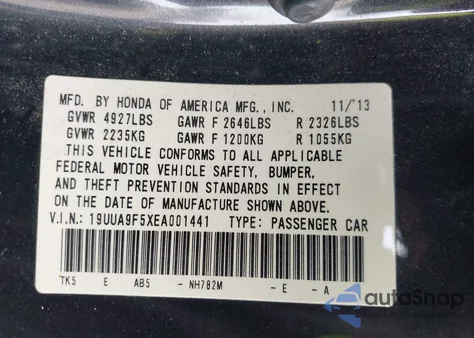 MFD. BY HONDA OF AMERICA MFG., INC. 11/'13
GVWR 4927LBS GAWR F 2646LBS R 2326LBS
GVWR 2235KG GAWR F 1200KG R 1055KG
THIS VEHICLE CONFORMS TO ALL APPLICABLE
FEDERAL MOTOR VEHICLE SAFETY, BUMPER,
AND THEFT PREVENTION STANDARDS IN EFFECT
ON THE DATE OF MANUFACTURE SHOWN ABOVE.
V.I.N.: 19UUA9F5XEA001441 TYPE: PASSENGER CAR
TK5 E AB5 - NH782M - E - A
autoSnap